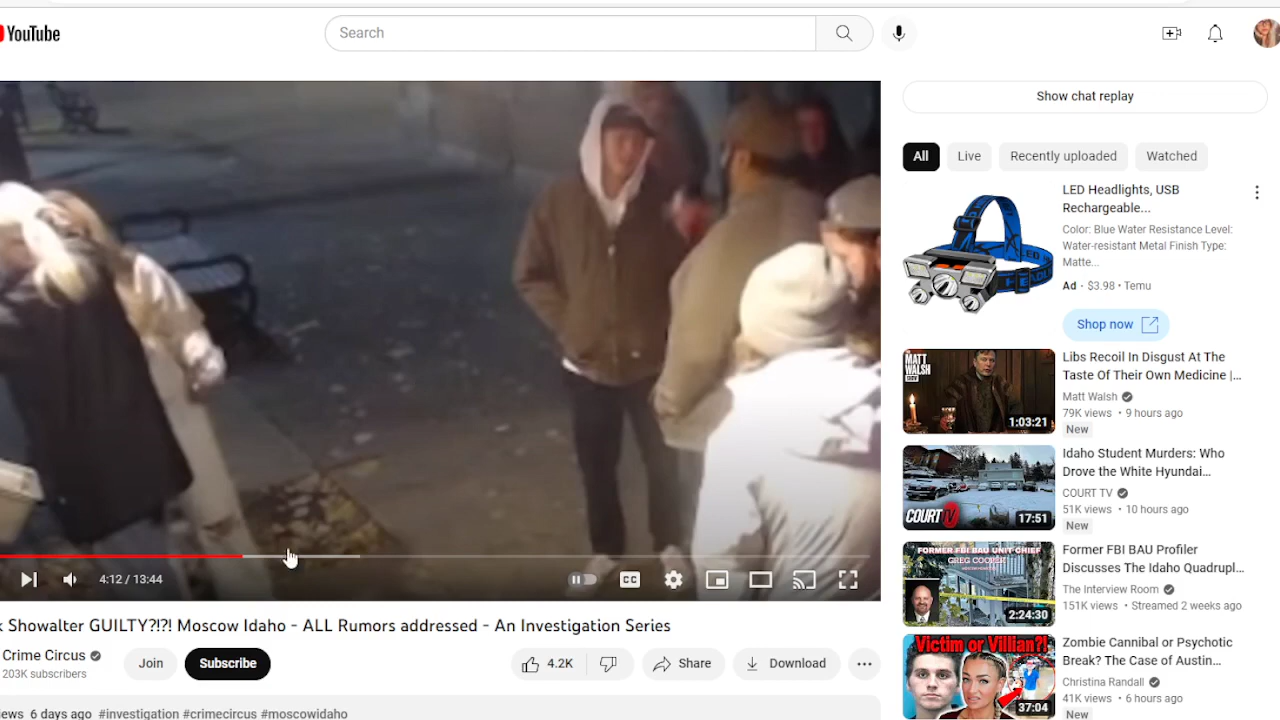 YouTube
Search
Show chat replay
All
Live
Recently uploaded
Watched
LED Headlights, USB
Rechargeable...
Color: Blue Water Resistance Level:
Water-resistant Metal Finish Type:
Matte...
Ad · $3.98 · Temu
Shop now
MATT
WALSH
SHOW
1:03:21
Libs Recoil In Disgust At The
Taste Of Their Own Medicine |...
Matt Walsh
79K views · 9 hours ago
New
COURT TV
17:51
Idaho Student Murders: Who
Drove the White Hyundai...
COURT TV
51K views · 10 hours ago
New
FORMER FBI BAU UNIT CHIEF
GREG COOPER
2:24:30
Former FBI BAU Profiler
Discusses The Idaho Quadrupl...
The Interview Room
151K views · Streamed 2 weeks ago
Victim or Villian?!
37:04
Zombie Cannibal or Psychotic
Break? The Case of Austin...
Christina Randall
41K views · 6 hours ago
New
4:12 / 13:44
CC
k Showalter GUILTY?!?! Moscow Idaho - ALL rumors addressed - An Investigation Series
Crime Circus
203K subscribers
Join
Subscribe
4.2K
Share
Download
iews 6 days ago #investigation #crimecircus #moscowidaho